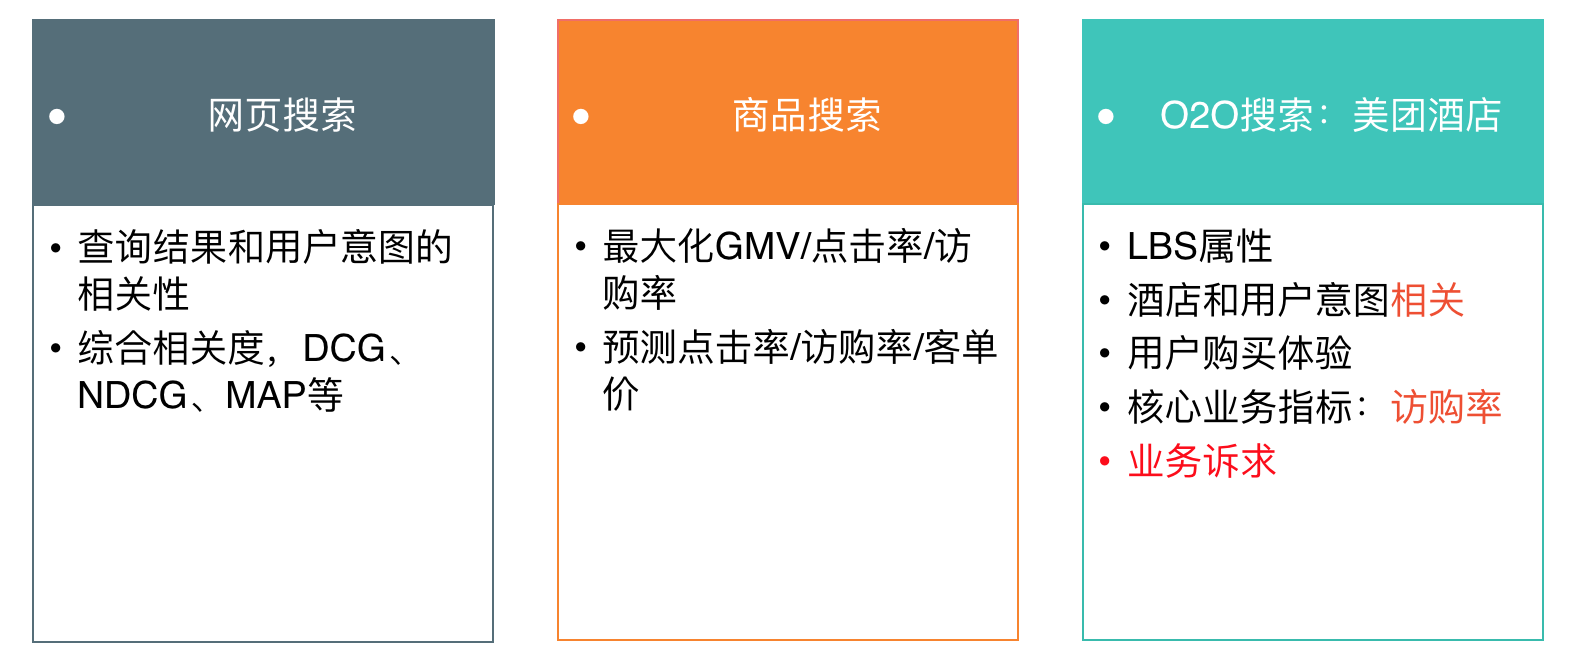 • 网页搜索
• 查询结果和用户意图的
相关性
• 综合相关度，DCG、
NDCG、MAP等
• 商品搜索
• 最大化GMV/点击率/访
购率
• 预测点击率/访购率/客单
价
• O2O搜索：美团酒店
• LBS属性
• 酒店和用户意图相关
• 用户购买体验
• 核心业务指标：访购率
• 业务诉求